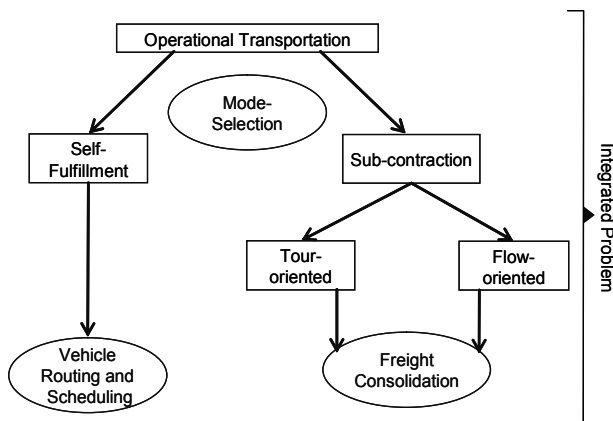 Operational Transportation
Mode-
Selection
Self-
Fulfillment
Sub-contraction
Tour-
oriented
Flow-
oriented
Vehicle
Routing and
Scheduling
Freight
Consolidation
Integrated Problem